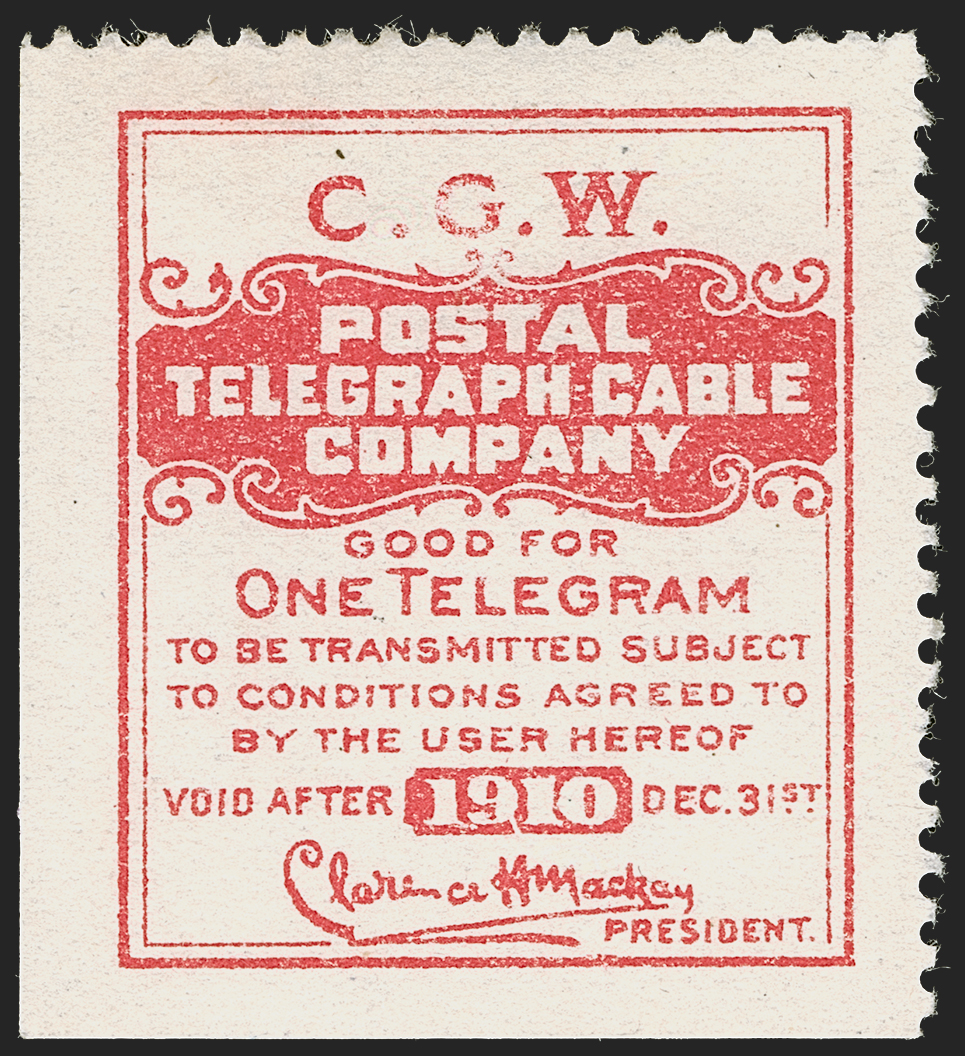 C.G.W.
POSTAL
TELEGRAPH-CABLE
COMPANY
GOOD FOR
ONE TELEGRAM
TO BE TRANSMITTED SUBJECT
TO CONDITIONS AGREED TO
BY THE USER HEREOF
VOID AFTER 1910 DEC. 31ST
Clarence H Mackay
PRESIDENT.